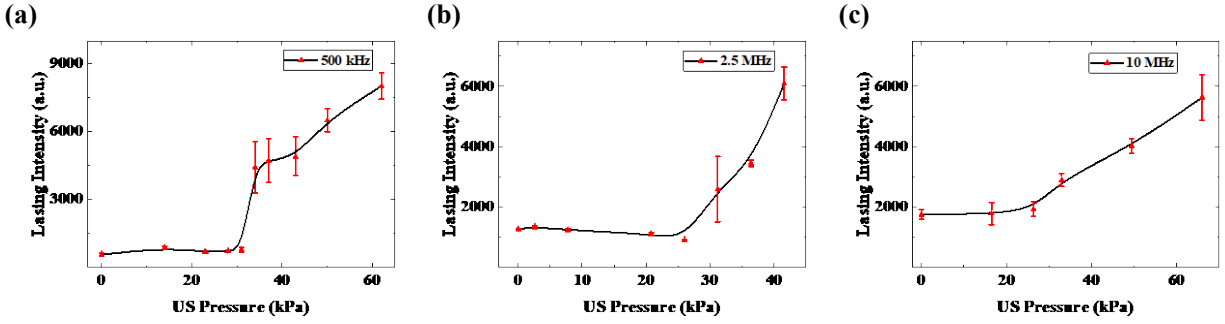 (a)
500 kHz
9000
6000
3000
Lasing Intensity (a.u.)
0
20
40
60
US Pressure (kPa)
(b)
2.5 MHz
6000
4000
2000
Lasing Intensity (a.u.)
0
10
20
30
40
US Pressure (kPa)
(c)
10 MHz
6000
4000
2000
Lasing Intensity (a.u.)
0
20
40
60
US Pressure (kPa)